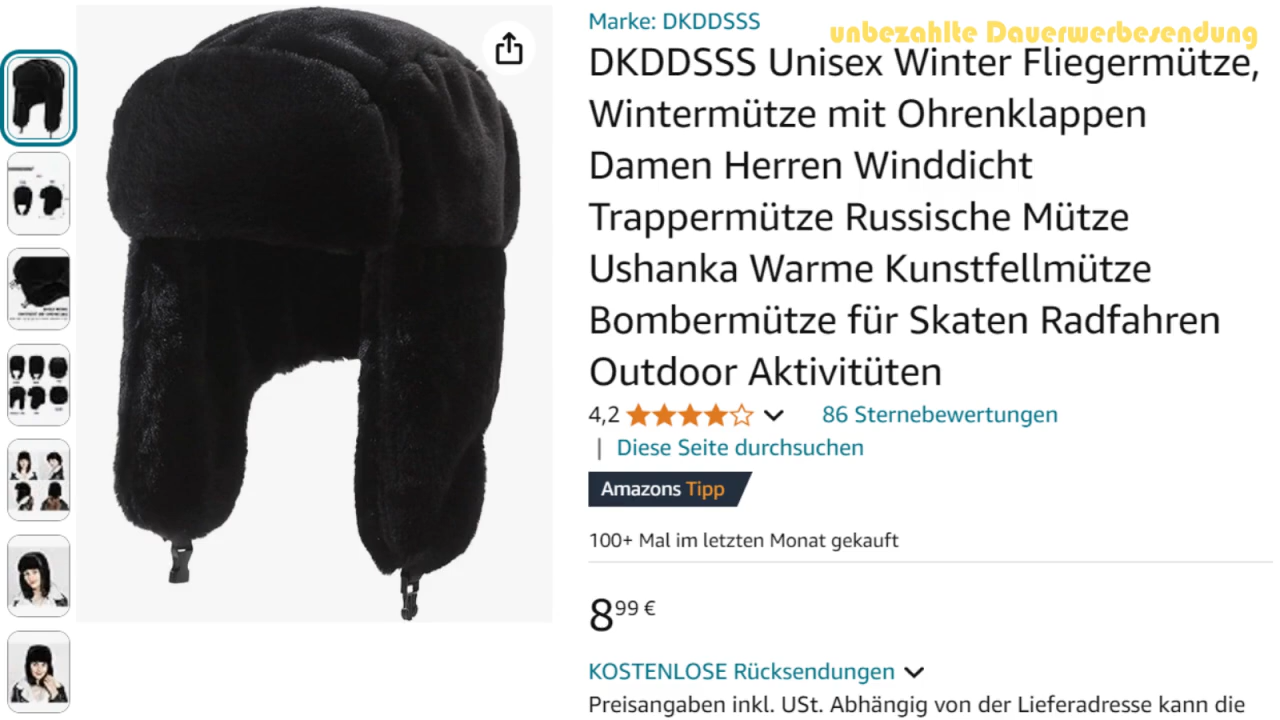 Marke: DKDDSSS
unbezahlte Dauerwerbesendung
DKDDSSS Unisex Winter Fliegermütze,
Wintermütze mit Ohrenklappen
Damen Herren Winddicht
Trappermütze Russische Mütze
Ushanka Warme Kunstfellmütze
Bombermütze für Skaten Radfahren
Outdoor Aktivitüten
4,2
86 Sternebewertungen
| Diese Seite durchsuchen
Amazons Tipp
100+ Mal im letzten Monat gekauft
899 €
KOSTENLOSE Rücksendungen
Preisangaben inkl. USt. Abhängig von der Lieferadresse kann die